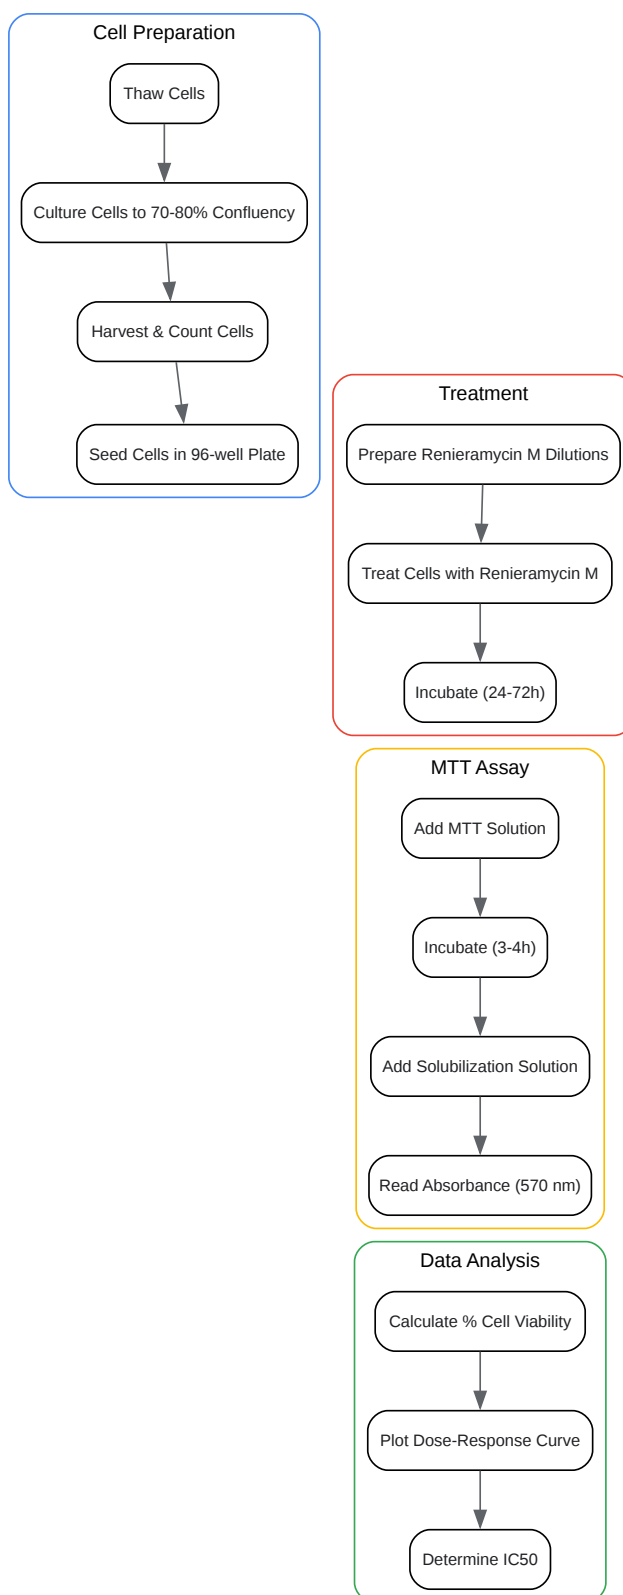 Cell Preparation
Thaw Cells
Culture Cells to 70-80% Confluency
Harvest & Count Cells
Seed Cells in 96-well Plate
Treatment
Prepare Renieramycin M Dilutions
Treat Cells with Renieramycin M
Incubate (24-72h)
MTT Assay
Add MTT Solution
Incubate (3-4h)
Add Solubilization Solution
Read Absorbance (570 nm)
Data Analysis
Calculate % Cell Viability
Plot Dose-Response Curve
Determine IC50